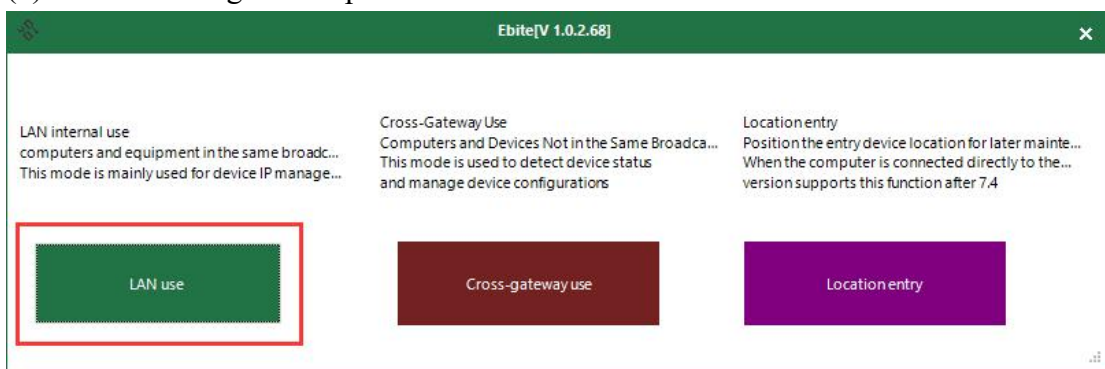 Ebite[V 1.0.2.68]
LAN internal use
computers and equipment in the same broadc...
This mode is mainly used for device IP manage...
Cross-Gateway Use
Computers and Devices Not in the Same Broadca...
This mode is used to detect device status
and manage device configurations
Location entry
Position the entry device location for later mainte...
When the computer is connected directly to the...
version supports this function after 7.4
LAN use
Cross-gateway use
Location entry